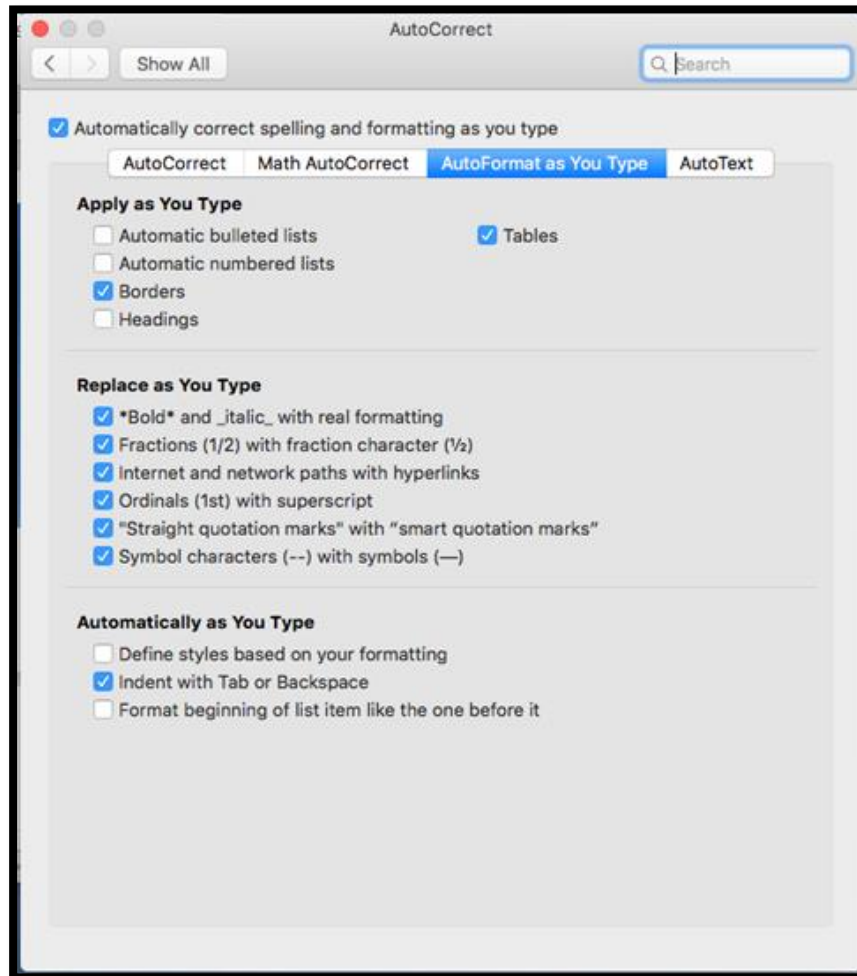 AutoCorrect
Show All
Search
Automatically correct spelling and formatting as you type
AutoCorrect Math AutoCorrect AutoFormat as You Type AutoText
Apply as You Type
Automatic bulleted lists Tables
Automatic numbered lists
Borders
Headings
Replace as You Type
*Bold* and _italic_ with real formatting
Fractions (1/2) with fraction character (½)
Internet and network paths with hyperlinks
Ordinals (1st) with superscript
"Straight quotation marks" with “smart quotation marks”
Symbol characters (--) with symbols (—)
Automatically as You Type
Define styles based on your formatting
Indent with Tab or Backspace
Format beginning of list item like the one before it